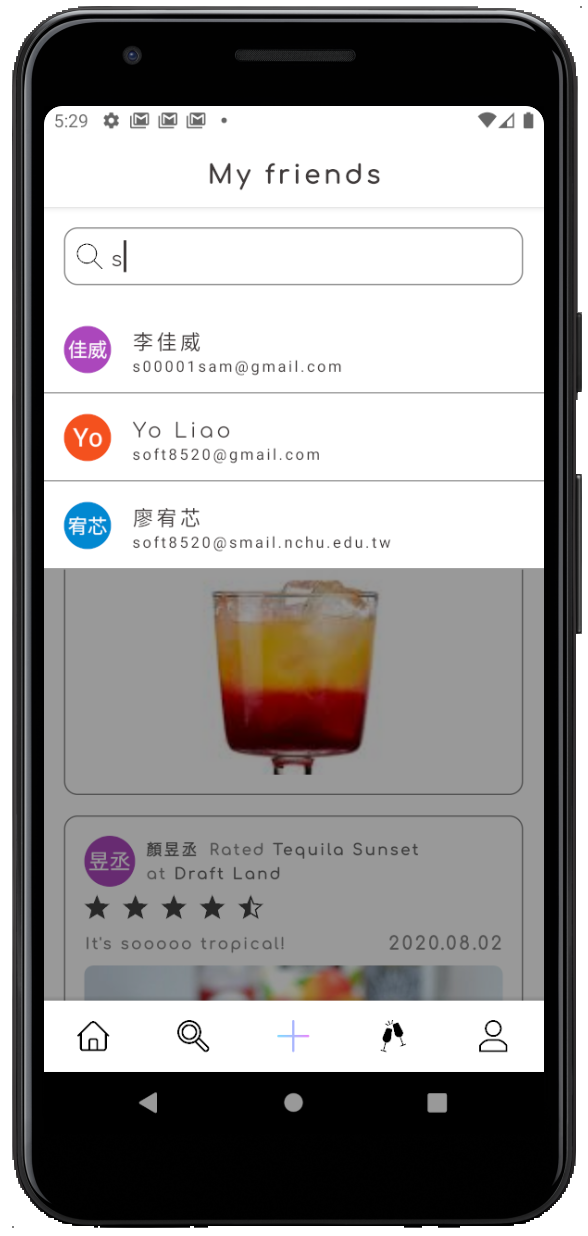 5:29
My friends
s
佳威
李佳威
s00001sam@gmail.com
Yo
Yo Liao
soft8520@gmail.com
宥芯
廖宥芯
soft8520@smail.nchu.edu.tw
昱丞
顏昱丞 Rated Tequila Sunset
at Draft Land
It's sooooo tropical!
2020.08.02